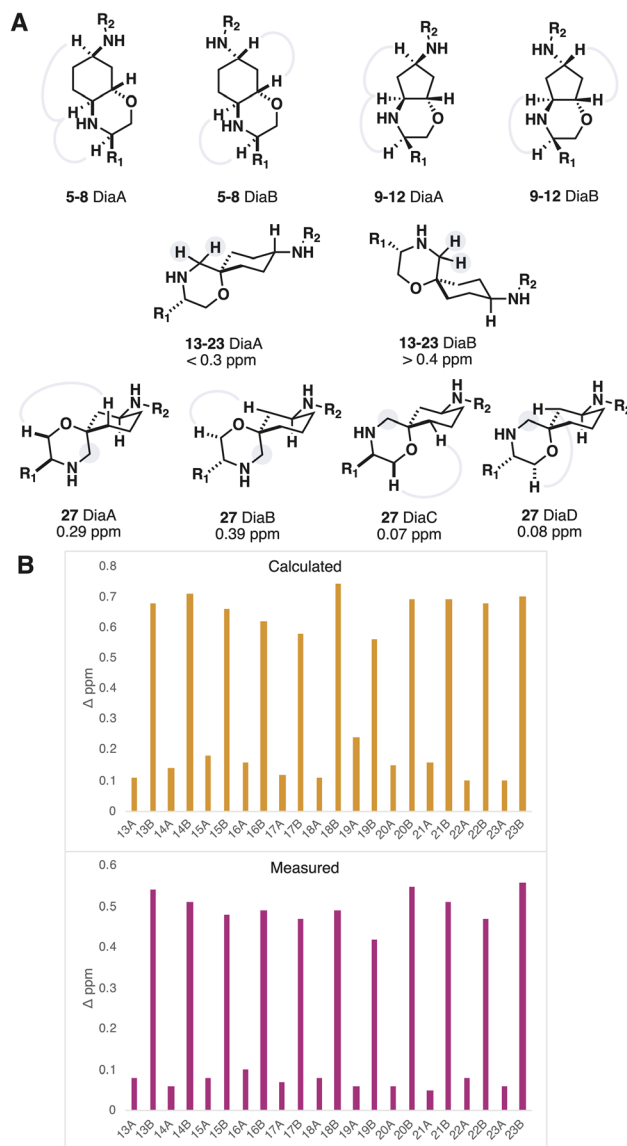 A
R2
NH
H
H
O
H
HN
H
R1
5-8 DiaA
R2
HN
H
H
O
H
HN
H
R1
5-8 DiaB
R2
NH
H
H
H
HN
O
H
R1
9-12 DiaA
R2
HN
H
H
H
HN
O
H
R1
9-12 DiaB
H
H
H
R2
HN
NH
O
R1
13-23 DiaA
< 0.3 ppm
R1
H
N
H
H
O
R2
NH
H
13-23 DiaB
> 0.4 ppm
H
H
N
R2
O
H
H
R1
N
H
27 DiaA
0.29 ppm
H
H
N
R2
O
H
R1
N
H
27 DiaB
0.39 ppm
H
N
R2
HN
O
H
R1
H
27 DiaC
0.07 ppm
H
H
N
R2
HN
O
R1
H
27 DiaD
0.08 ppm
B
Calculated
Δ ppm
0.8
0.7
0.6
0.5
0.4
0.3
0.2
0.1
0
13A 13B 14A 14B 15A 15B 16A 16B 17A 17B 18A 18B 19A 19B 20A 20B 21A 21B 22A 22B 23A 23B
Measured
Δ ppm
0.6
0.5
0.4
0.3
0.2
0.1
0
13A 13B 14A 14B 15A 15B 16A 16B 17A 17B 18A 18B 19A 19B 20A 20B 21A 21B 22A 22B 23A 23B